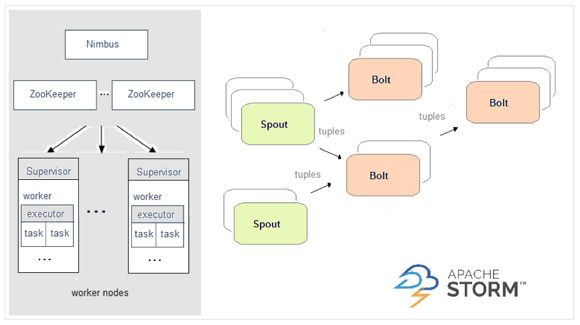 Nimbus
ZooKeeper ... ZooKeeper
Supervisor
worker
executor
task task
...
...
Supervisor
worker
executor
task task
...
worker nodes
Spout
tuples
Bolt
tuples
Bolt
Spout
tuples
Bolt
APACHE
STORM™